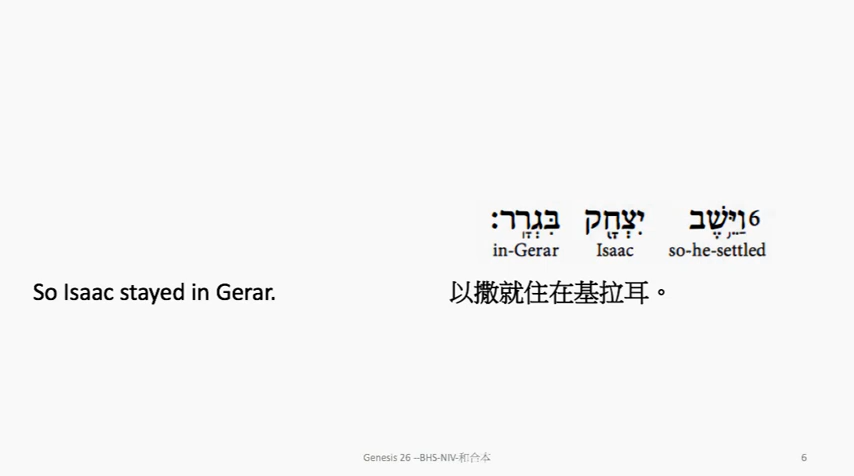 6 וַיֵּ֥שֶׁב יִצְחָ֖ק בִּגְרָֽר׃
in-Gerar Isaac so-he-settled
So Isaac stayed in Gerar.
以撒就住在基拉耳。
Genesis 26 --BHS-NIV-和合本
6